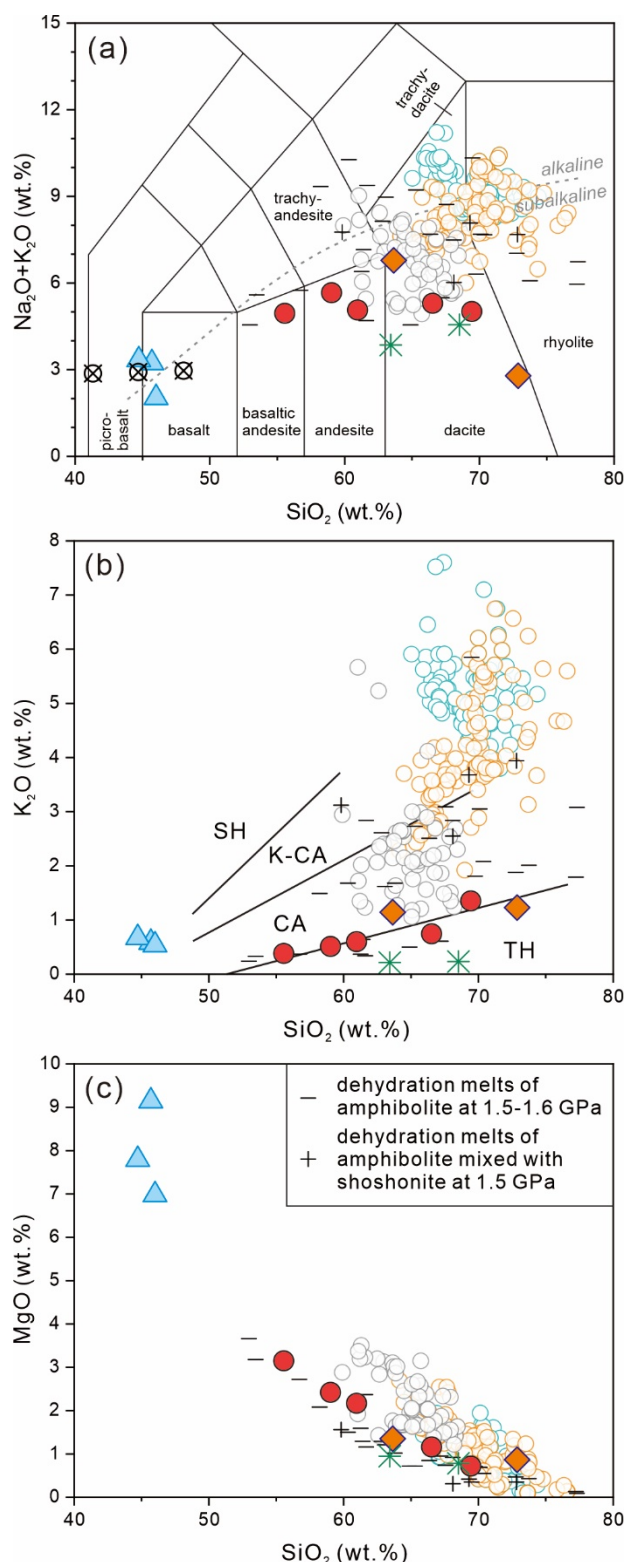 (a)
15
12
9
6
3
0
Na₂O+K₂O (wt.%)
trachy-
dacite
alkaline
subalkaline
trachy-
andesite
rhyolite
picro-
basalt
basalt
basaltic
andesite
andesite
dacite
40
50
60
70
80
SiO₂ (wt.%)
(b)
8
7
6
5
4
3
2
1
0
K₂O (wt.%)
SH
K-CA
CA
TH
40
50
60
70
80
SiO₂ (wt.%)
(c)
10
9
8
7
6
5
4
3
2
1
0
MgO (wt.%)
dehydration melts of
amphibolite at 1.5-1.6 GPa
dehydration melts of
amphibolite mixed with
shoshonite at 1.5 GPa
40
50
60
70
80
SiO₂ (wt.%)